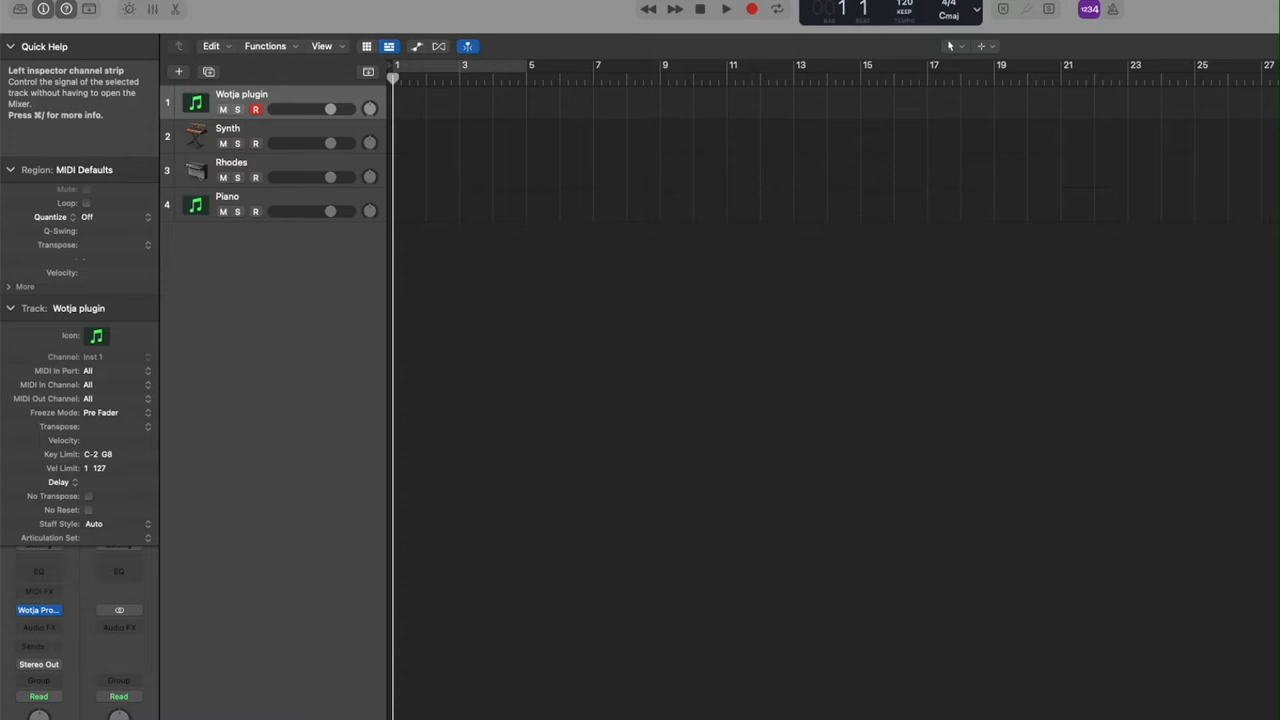 1 1
BAR BEAT
120
KEEP
TEMPO
4/4
Cmaj
1234
Quick Help
Left inspector channel strip
Control the signal of the selected
track without having to open the
Mixer.
Press ⌘/ for more info.
Region: MIDI Defaults
Mute:
Loop:
Quantize Off
Q-Swing:
Transpose:
Velocity:
More
Track: Wotja plugin
Icon:
Channel: Inst 1
MIDI In Port: All
MIDI In Channel: All
MIDI Out Channel: All
Freeze Mode: Pre Fader
Transpose:
Velocity:
Key Limit: C-2 G8
Vel Limit: 1 127
Delay
No Transpose:
No Reset:
Staff Style: Auto
Articulation Set:
EQ EQ
MIDI FX
Wotja Pro...
Audio FX Audio FX
Sends
Stereo Out
Group Group
Read Read
Edit Functions View
1 3 5 7 9 11 13 15 17 19 21 23 25 27
1 Wotja plugin
M S R
2 Synth
M S R
3 Rhodes
M S R
4 Piano
M S R